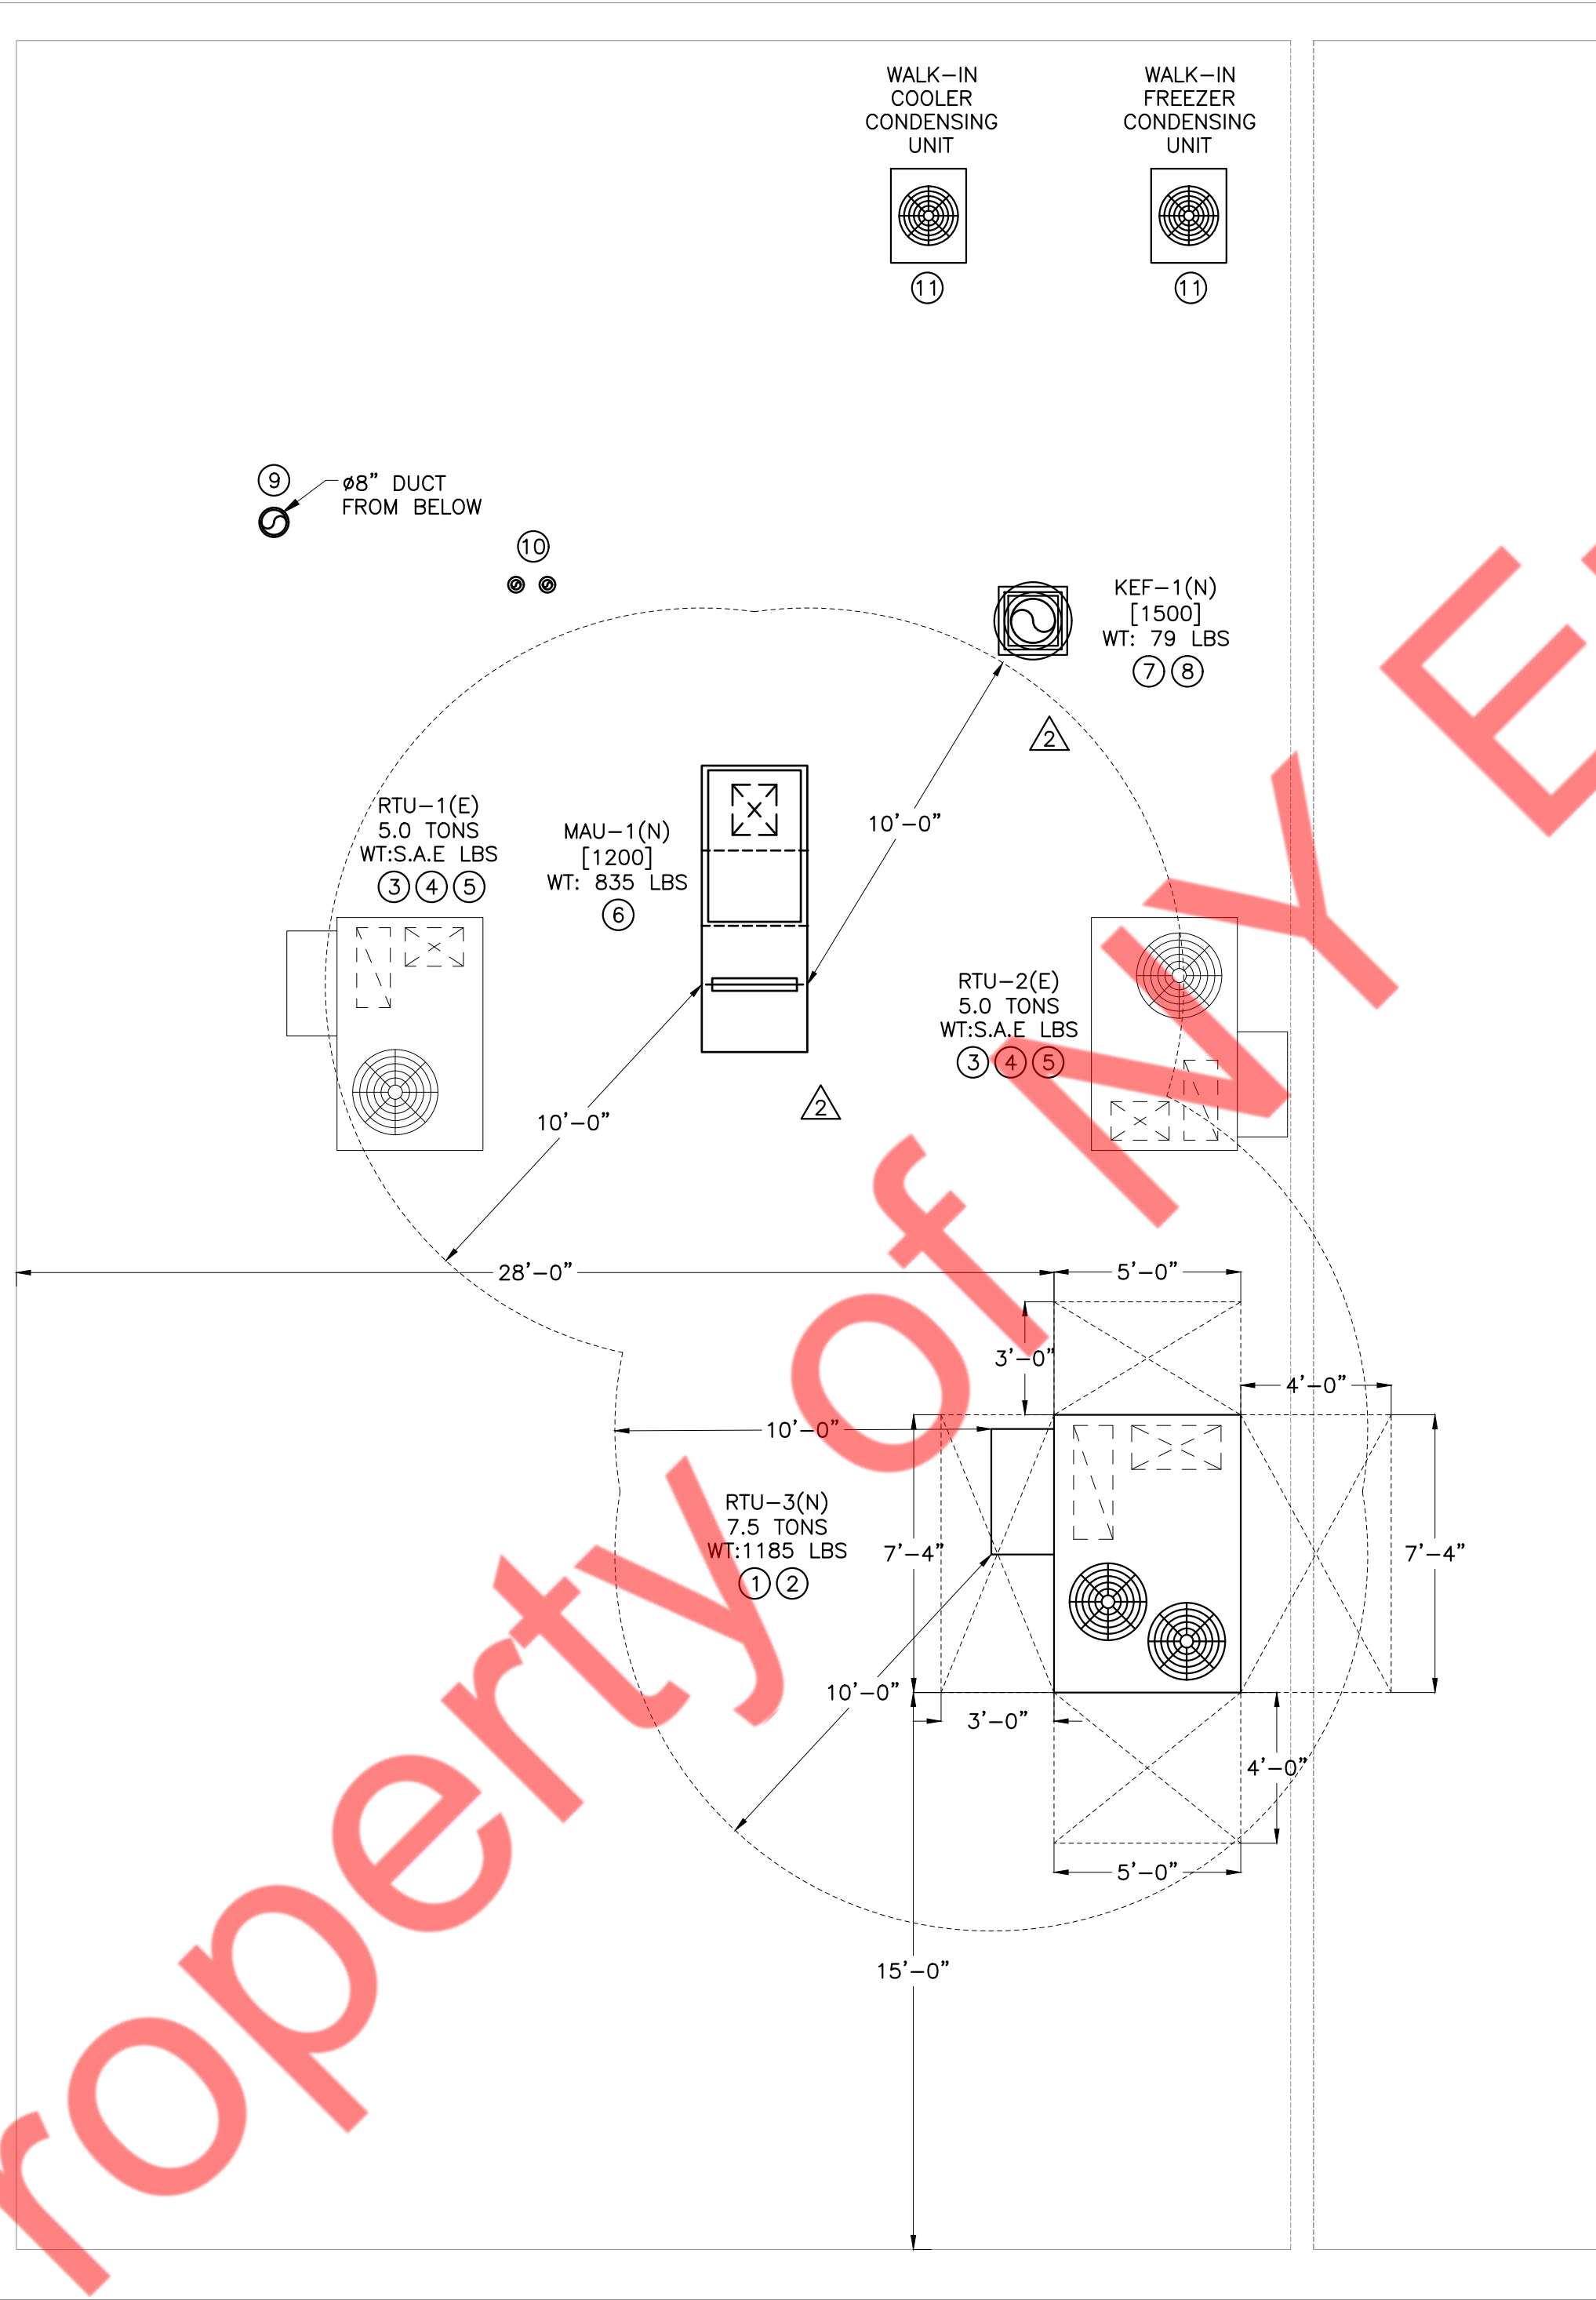 WALK-IN
COOLER
CONDENSING
UNIT
11
WALK-IN
FREEZER
CONDENSING
UNIT
11
9
ø8" DUCT
FROM BELOW
10
KEF-1(N)
[1500]
WT: 79 LBS
7 8
2
10'-0"
RTU-1(E)
5.0 TONS
WT:S.A.E LBS
3 4 5
MAU-1(N)
[1200]
WT: 835 LBS
6
RTU-2(E)
5.0 TONS
WT:S.A.E LBS
3 4 5
2
10'-0"
28'-0"
5'-0"
3'-0"
4'-0"
10'-0"
RTU-3(N)
7.5 TONS
WT:1185 LBS
1 2
7'-4"
7'-4"
10'-0"
3'-0"
4'-0"
5'-0"
15'-0"
roperty of NY E